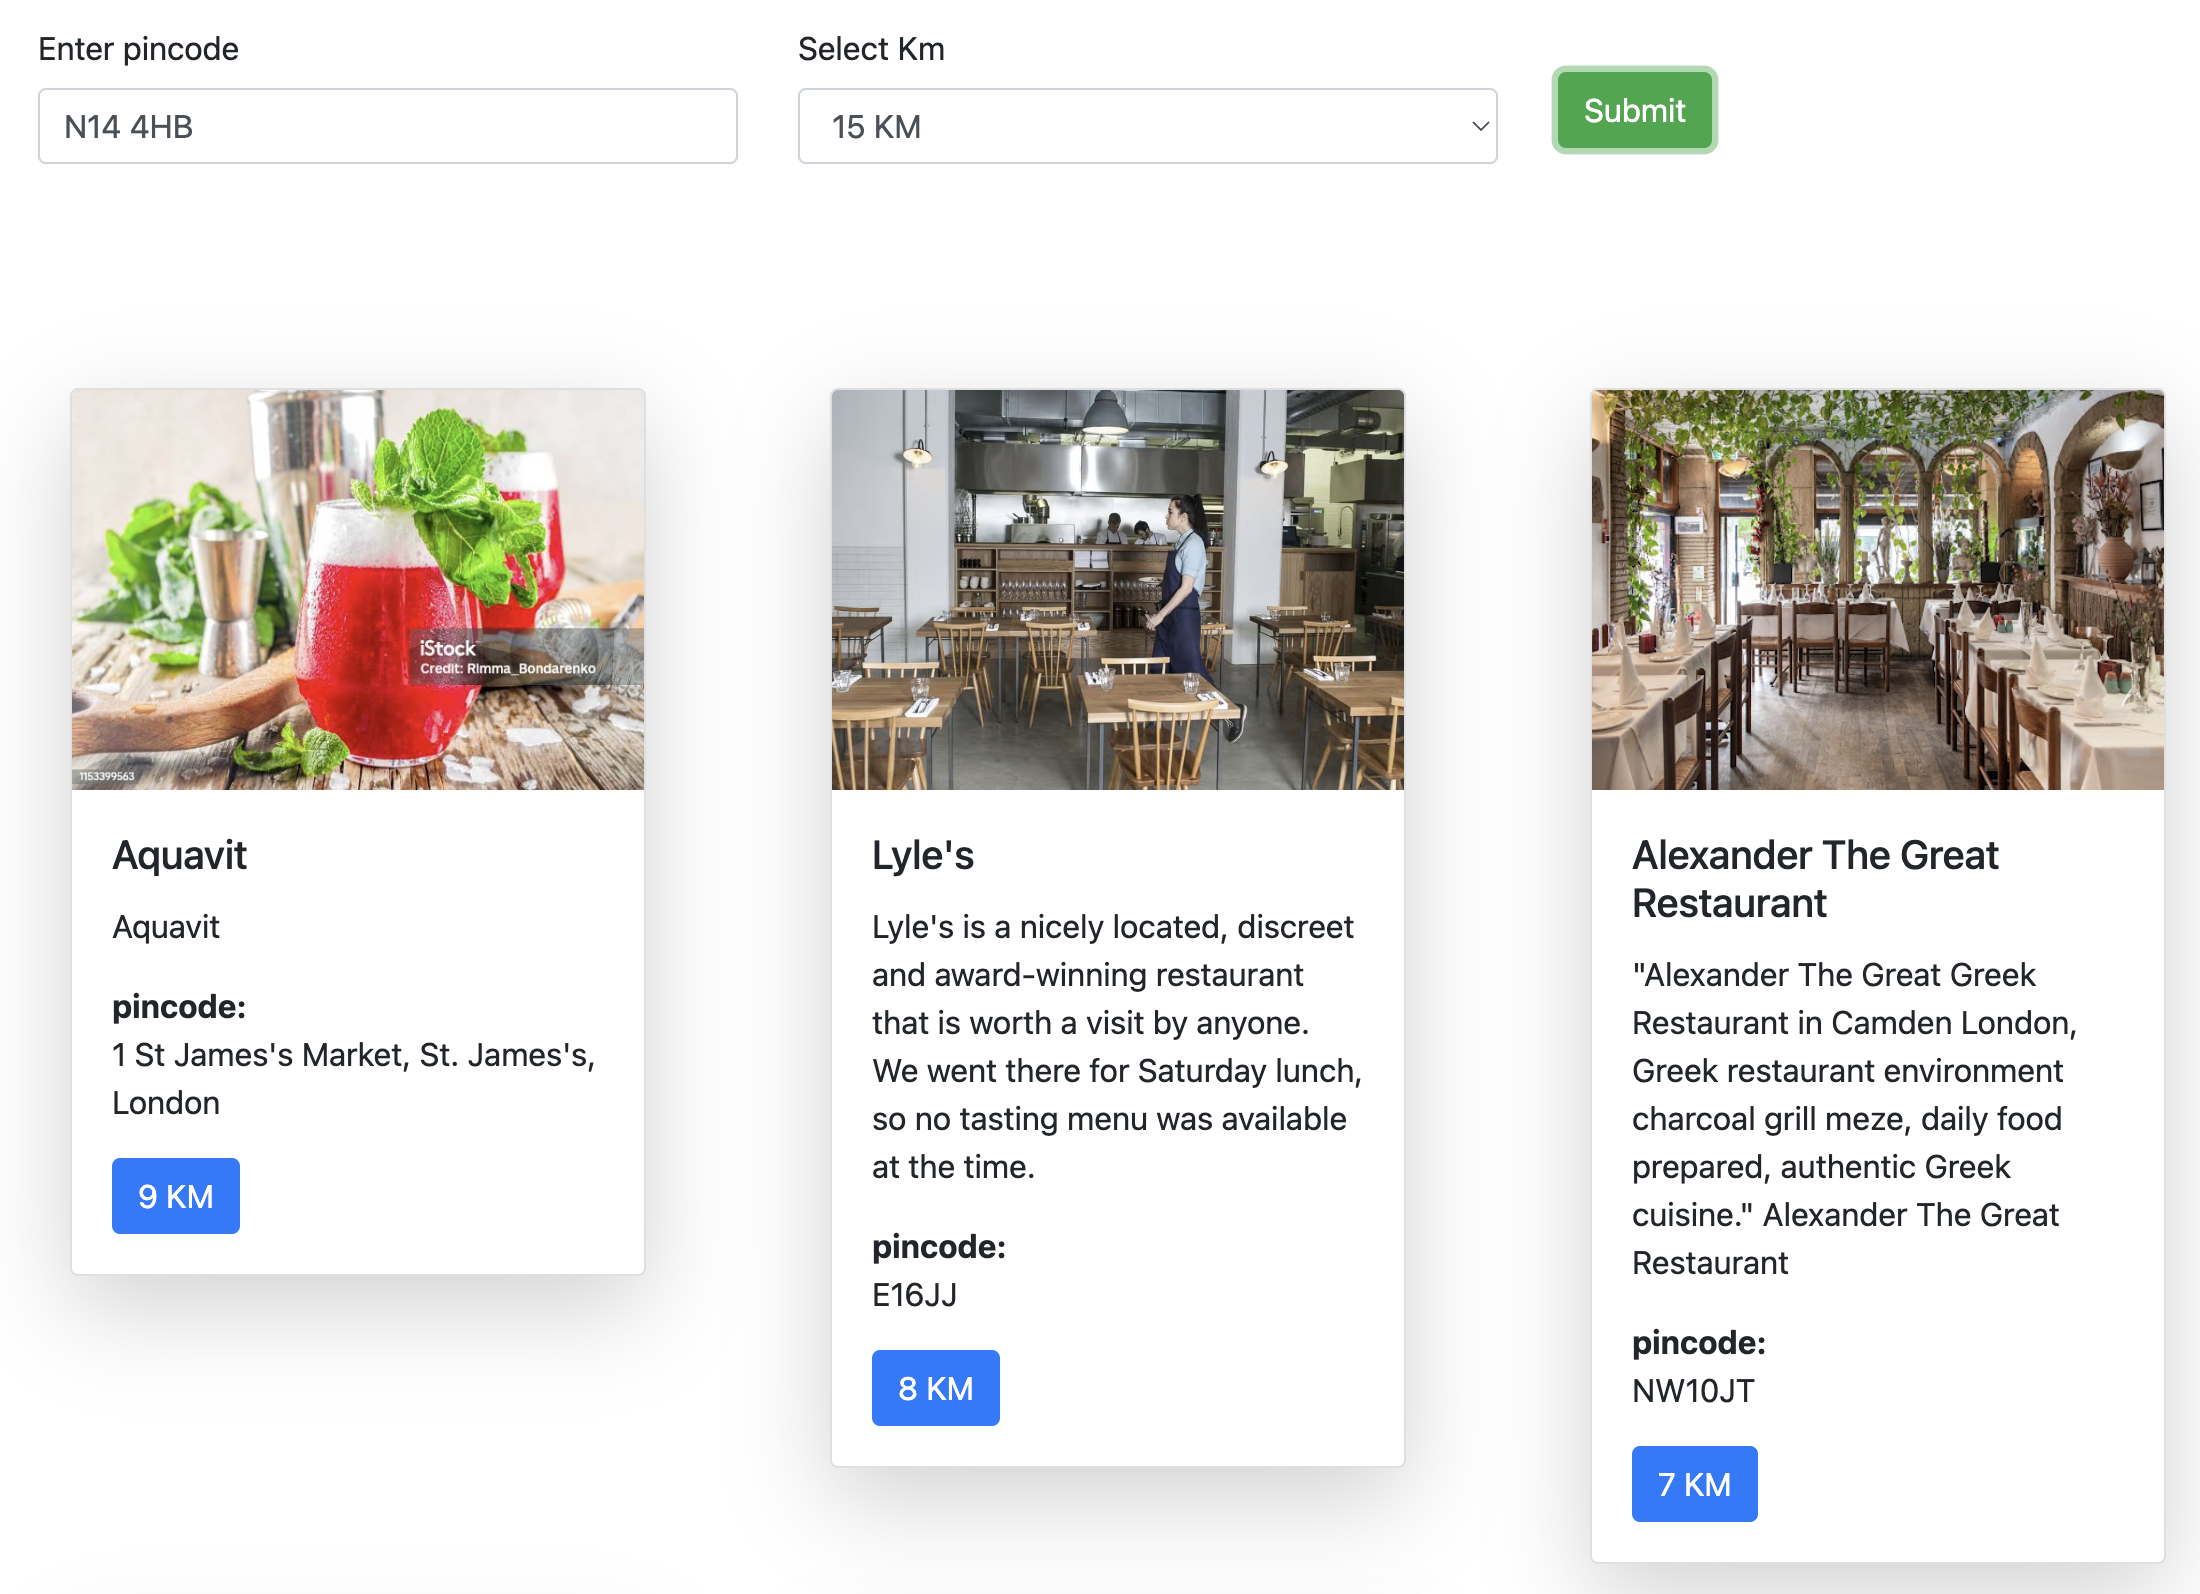 Enter pincode
N14 4HB
Select Km
15 KM
Submit
iStock
Credit: Rimma_Bondarenko
1153399563
Aquavit
Aquavit
pincode:
1 St James's Market, St. James's,
London
9 KM
Lyle's
Lyle's is a nicely located, discreet
and award-winning restaurant
that is worth a visit by anyone.
We went there for Saturday lunch,
so no tasting menu was available
at the time.
pincode:
E16JJ
8 KM
Alexander The Great
Restaurant
"Alexander The Great Greek
Restaurant in Camden London,
Greek restaurant environment
charcoal grill meze, daily food
prepared, authentic Greek
cuisine." Alexander The Great
Restaurant
pincode:
NW10JT
7 KM